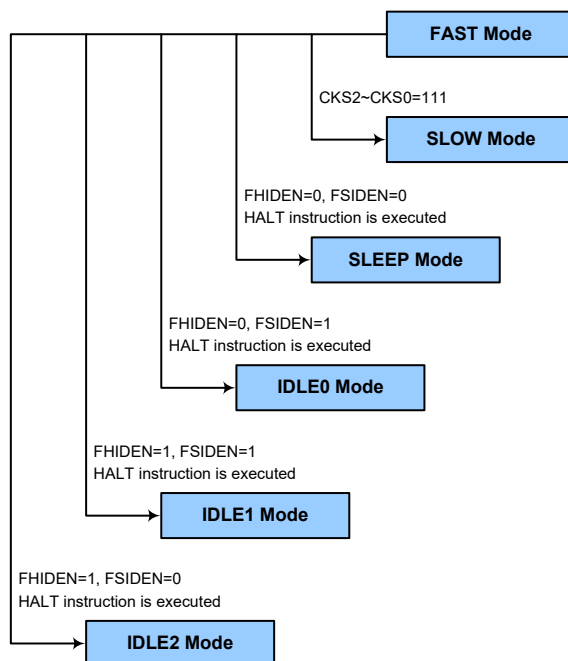 FAST Mode
CKS2~CKS0=111
SLOW Mode
FHIDEN=0, FSIDEN=0
HALT instruction is executed
SLEEP Mode
FHIDEN=0, FSIDEN=1
HALT instruction is executed
IDLE0 Mode
FHIDEN=1, FSIDEN=1
HALT instruction is executed
IDLE1 Mode
FHIDEN=1, FSIDEN=0
HALT instruction is executed
IDLE2 Mode